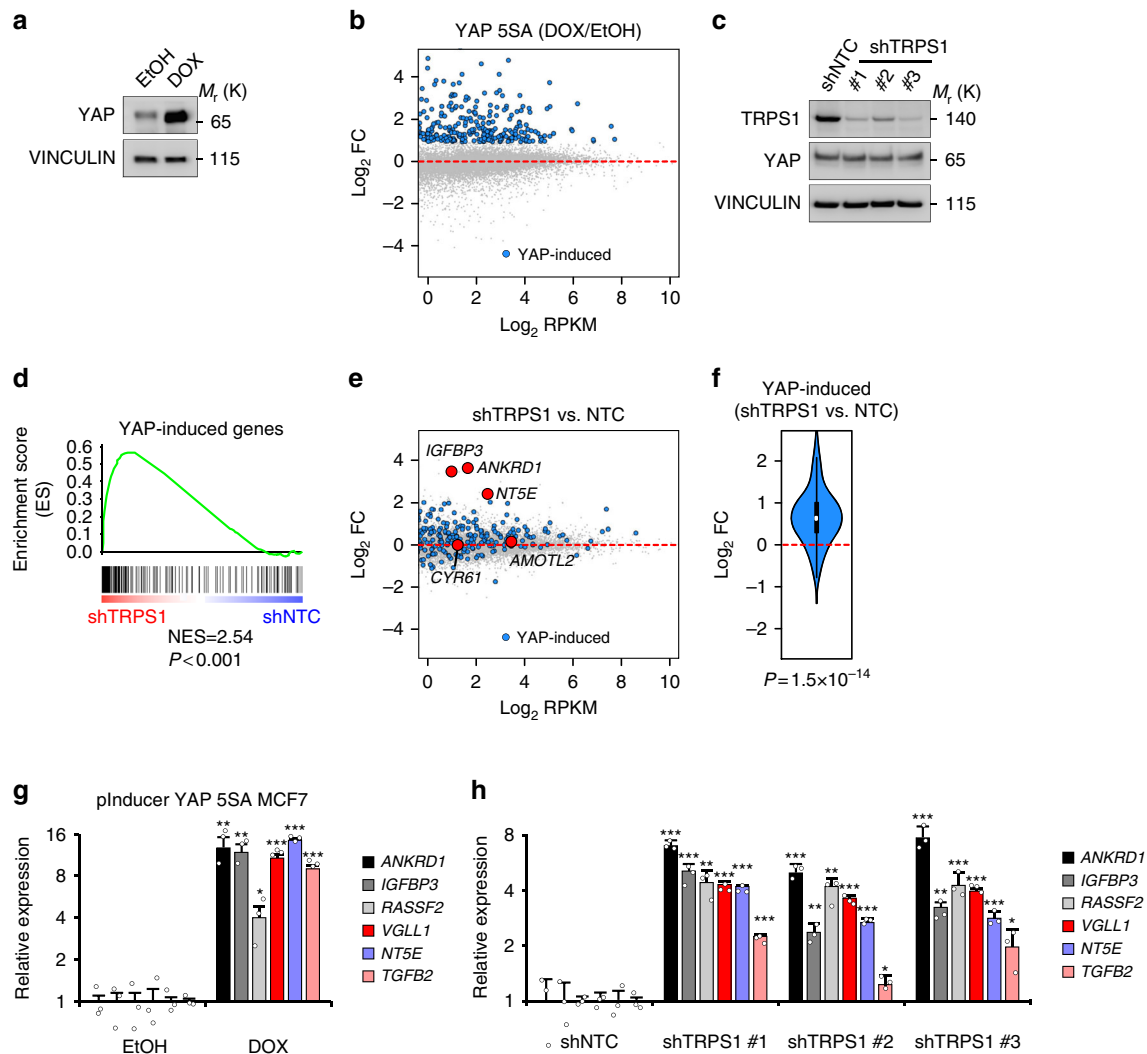 a
EtOH
DOX
Mr (K)
YAP
65
VINCULIN
115
b
YAP 5SA (DOX/EtOH)
Log2 FC
4
2
0
−2
−4
YAP-induced
0 2 4 6 8 10
Log2 RPKM
c
shTRPS1
shNTC
#1
#2
#3
Mr (K)
TRPS1
140
YAP
65
VINCULIN
115
d
YAP-induced genes
Enrichment score
(ES)
0.6
0.5
0.4
0.3
0.2
0.1
0.0
shTRPS1 shNTC
NES=2.54
P<0.001
e
shTRPS1 vs. NTC
Log2 FC
4
2
0
−2
−4
IGFBP3
ANKRD1
NT5E
CYR61
AMOTL2
YAP-induced
0 2 4 6 8 10
Log2 RPKM
f
YAP-induced
(shTRPS1 vs. NTC)
Log2 FC
2
1
0
−1
−2
P=1.5×10−14
g
pInducer YAP 5SA MCF7
Relative expression
16
8
4
2
1
** ** * *** *** ***
EtOH DOX
ANKRD1
IGFBP3
RASSF2
VGLL1
NT5E
TGFB2
h
Relative expression
8
4
2
1
*** *** ** *** *** ***
*** ** ** *** *** *
*** ** *** *** *** *
shNTC shTRPS1 #1 shTRPS1 #2 shTRPS1 #3
ANKRD1
IGFBP3
RASSF2
VGLL1
NT5E
TGFB2